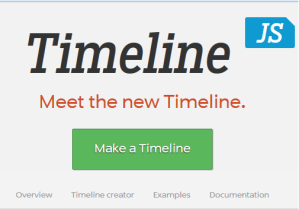 Timeline JS
Meet the new Timeline.
Make a Timeline
Overview Timeline creator Examples Documentation